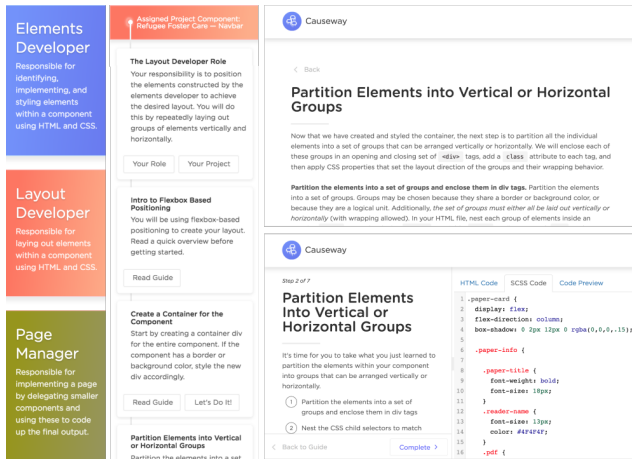 Elements
Developer
Responsible for
identifying,
implementing, and
styling elements
within a component
using HTML and CSS.
Layout
Developer
Responsible for
laying out elements
within a component
using HTML and CSS.
Page
Manager
Responsible for
implementing a page
by delegating smaller
components and
using these to code
up the final output.
Assigned Project Component:
Refugee Foster Care — Navbar
The Layout Developer Role
Your responsibility is to position
the elements constructed by the
elements developer to achieve
the desired layout. You will do
this by repeatedly laying out
groups of elements vertically and
horizontally.
Your Role Your Project
Intro to Flexbox Based
Positioning
You will be using flexbox-based
positioning to create your layout.
Read a quick overview before
getting started.
Read Guide
Create a Container for the
Component
Start by creating a container div
for the entire component. If the
component has a border or
background color, style the new
div accordingly.
Read Guide Let's Do It!
Partition Elements into Vertical
or Horizontal Groups
Partition the elements into a set
Causeway
< Back
Partition Elements into Vertical or Horizontal
Groups
Now that we have created and styled the container, the next step is to partition all the individual
elements into a set of groups that can be arranged vertically or horizontally. We will enclose each of
these groups in an opening and closing set of <div> tags, add a class attribute to each tag, and
then apply CSS properties that set the layout direction of the groups and their wrapping behavior.
Partition the elements into a set of groups and enclose them in div tags. Partition the elements
into a set of groups. Groups may be chosen because they share a border or background color, or
because they are a logical unit. Additionally, the set of groups must either all be laid out vertically or
horizontally (with wrapping allowed). In your HTML file, nest each group of elements inside an
Causeway
Step 2 of 7
Partition Elements
Into Vertical or
Horizontal Groups
It's time for you to take what you just learned to
partition the elements within your component
into groups that can be arranged vertically or
horizontally.
1 Partition the elements into a set of
groups and enclose them in div tags
2 Nest the CSS child selectors to match
< Back to Guide Complete >
HTML Code SCSS Code Code Preview
1 .paper-card {
2 display: flex;
3 flex-direction: column;
4 box-shadow: 0 2px 12px 0 rgba(0,0,0,.15);
5
6 .paper-info {
7
8 .paper-title {
9 font-weight: bold;
10 font-size: 18px;
11 }
12 .reader-name {
13 font-size: 13px;
14 color: #4F4F4F;
15 }
16 .pdf {